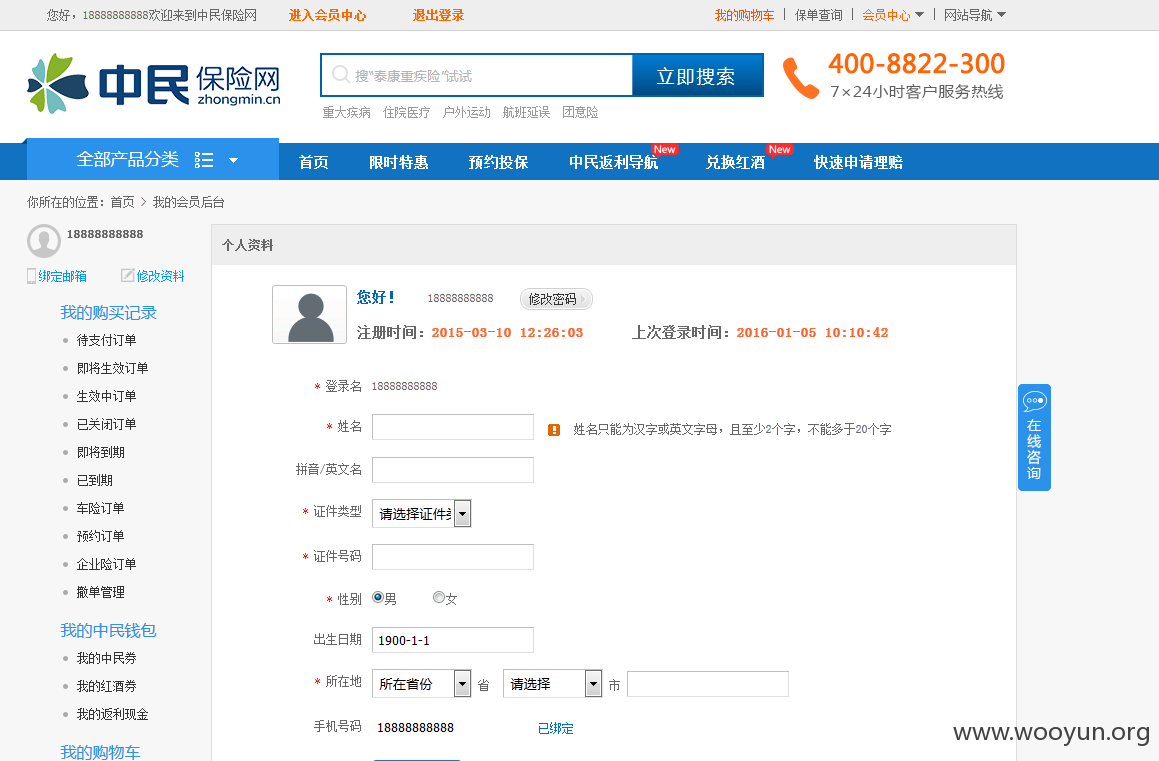 您好，18888888888欢迎来到中民保险网 进入会员中心 退出登录 我的购物车 保单查询 会员中心 网站导航
中民 保险网 zhongmin.cn
搜"泰康重疾险"试试 立即搜索
重大疾病 住院医疗 户外运动 航班延误 团意险
400-8822-300
7×24小时客户服务热线
全部产品分类 首页 限时特惠 预约投保 中民返利导航 New 兑换红酒 New 快速申请理赔
你所在的位置：首页 > 我的会员后台
18888888888
绑定邮箱 修改资料
我的购买记录
待支付订单
即将生效订单
生效中订单
已关闭订单
即将到期
已到期
车险订单
预约订单
企业险订单
撤单管理
我的中民钱包
我的中民券
我的红酒券
我的返利现金
我的购物车
个人资料
您好！ 18888888888 修改密码
注册时间：2015-03-10 12:26:03 上次登录时间：2016-01-05 10:10:42
* 登录名 18888888888
* 姓名 姓名只能为汉字或英文字母，且至少2个字，不能多于20个字
拼音/英文名
* 证件类型 请选择证件类
* 证件号码
* 性别 男 女
出生日期 1900-1-1
* 所在地 所在省份 省 请选择 市
手机号码 18888888888 已绑定
在线咨询
www.wooyun.org